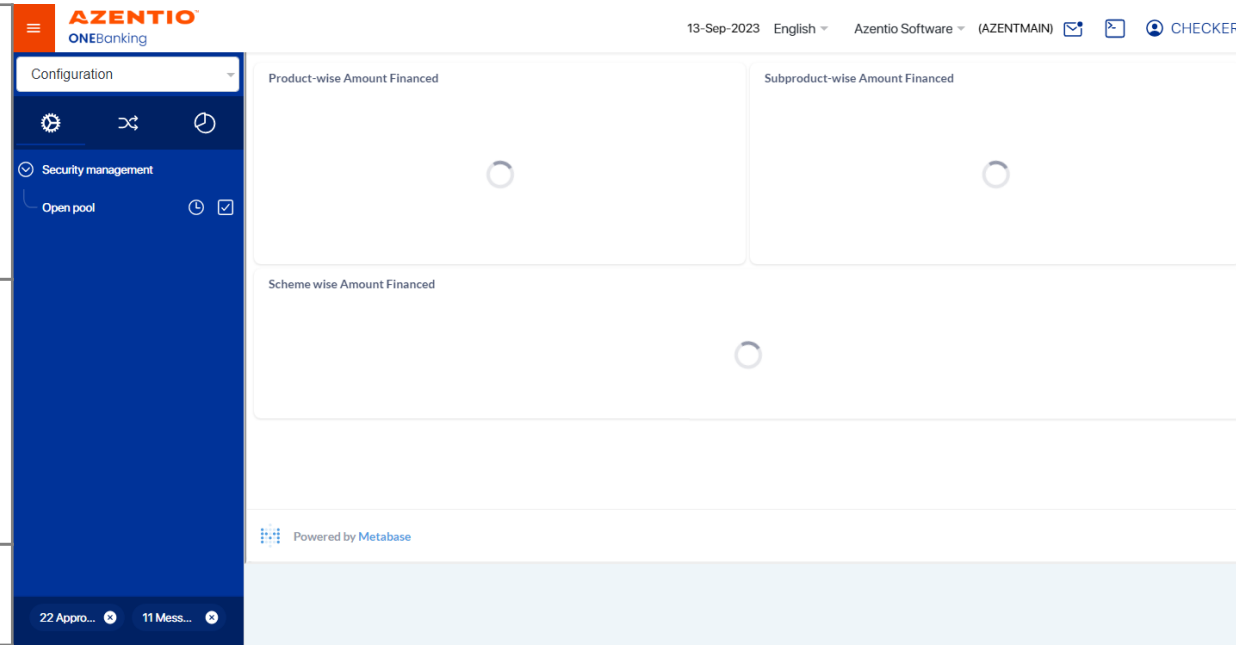 AZENTIO
ONEBanking
13-Sep-2023 English Azentio Software (AZENTMAIN) CHECKER
Configuration
Security management
Open pool
Product-wise Amount Financed
Subproduct-wise Amount Financed
Scheme wise Amount Financed
Powered by Metabase
22 Appro... 11 Mess...